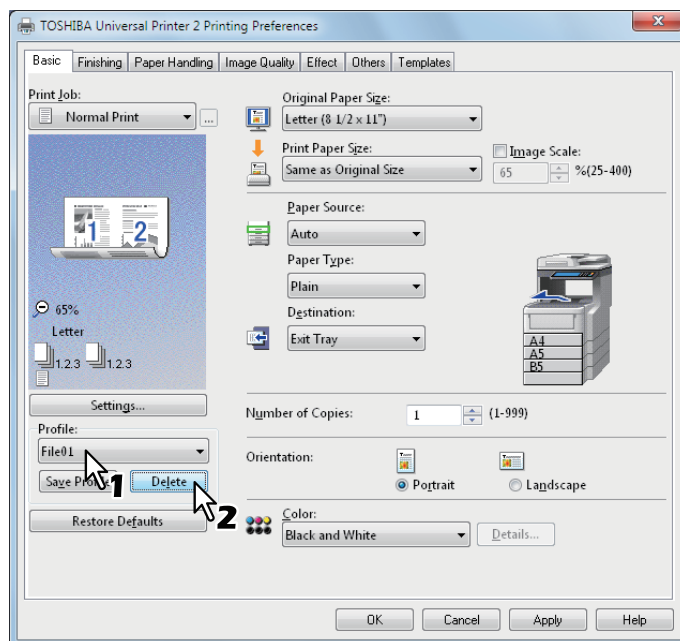 TOSHIBA Universal Printer 2 Printing Preferences
Basic Finishing Paper Handling Image Quality Effect Others Templates
Print Job:
Normal Print ...
1 2
65%
Letter
1.2.3 1.2.3
Settings...
Profile:
File01
Save Profile Delete
1 2
Restore Defaults
Original Paper Size:
Letter (8 1/2 x 11")
Print Paper Size:
Same as Original Size
Image Scale:
65 %(25-400)
Paper Source:
Auto
Paper Type:
Plain
Destination:
Exit Tray
A4
A5
B5
Number of Copies: 1 (1-999)
Orientation:
Portrait Landscape
Color:
Black and White Details...
OK Cancel Apply Help